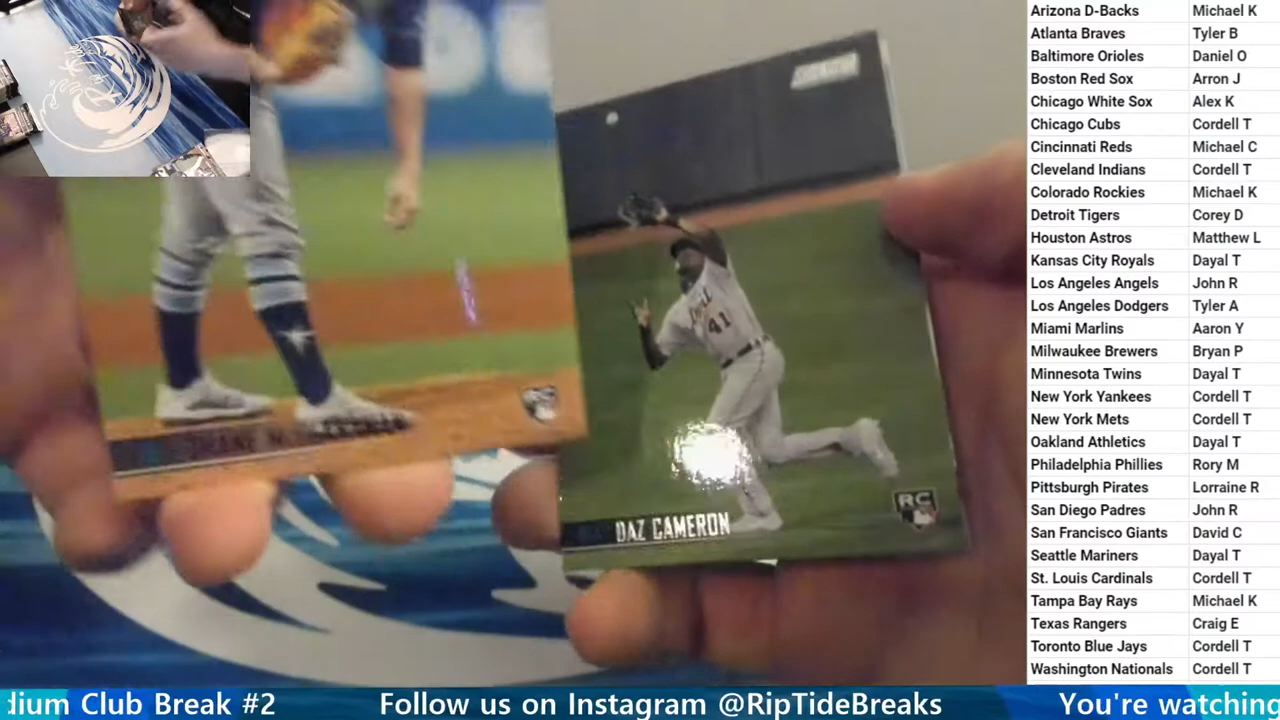 41
DAZ CAMERON
RC
Arizona D-Backs Michael K
Atlanta Braves Tyler B
Baltimore Orioles Daniel O
Boston Red Sox Arron J
Chicago White Sox Alex K
Chicago Cubs Cordell T
Cincinnati Reds Michael C
Cleveland Indians Cordell T
Colorado Rockies Michael K
Detroit Tigers Corey D
Houston Astros Matthew L
Kansas City Royals Dayal T
Los Angeles Angels John R
Los Angeles Dodgers Tyler A
Miami Marlins Aaron Y
Milwaukee Brewers Bryan P
Minnesota Twins Dayal T
New York Yankees Cordell T
New York Mets Cordell T
Oakland Athletics Dayal T
Philadelphia Phillies Rory M
Pittsburgh Pirates Lorraine R
San Diego Padres John R
San Francisco Giants David C
Seattle Mariners Dayal T
St. Louis Cardinals Cordell T
Tampa Bay Rays Michael K
Texas Rangers Craig E
Toronto Blue Jays Cordell T
Washington Nationals Cordell T
dium Club Break #2 Follow us on Instagram @RipTideBreaks You're watching